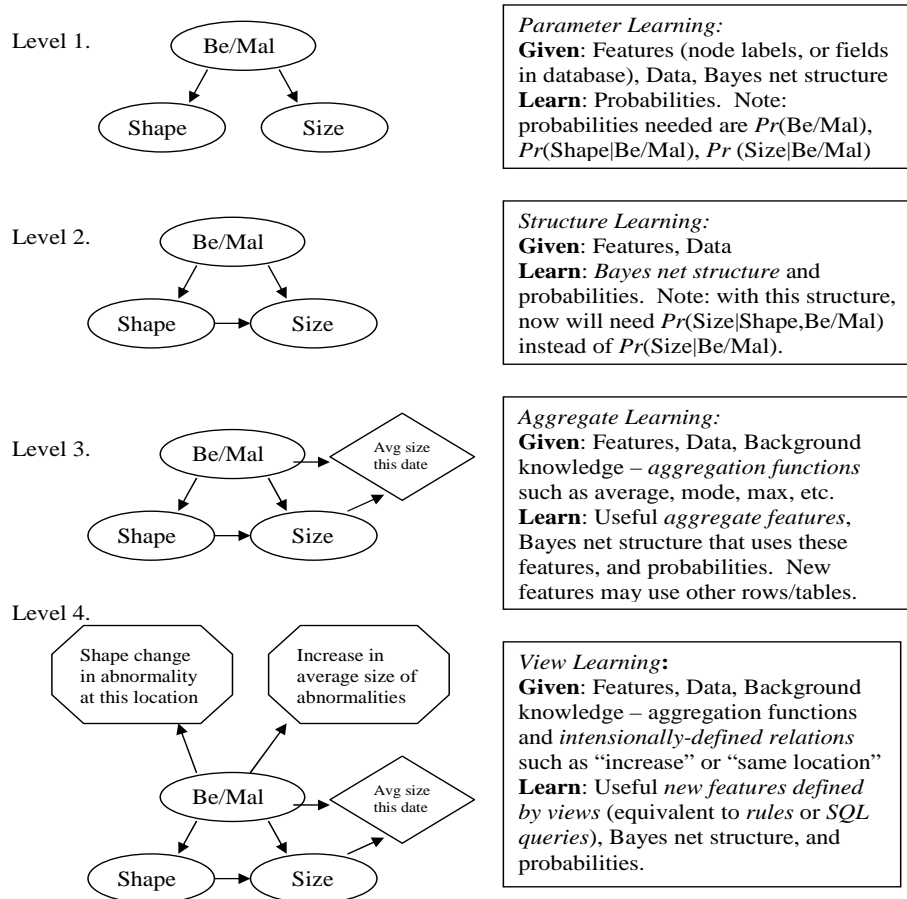 Level 1.
Be/Mal
Shape
Size
Parameter Learning:
Given: Features (node labels, or fields
in database), Data, Bayes net structure
Learn: Probabilities.  Note:
probabilities needed are Pr(Be/Mal),
Pr(Shape|Be/Mal), Pr (Size|Be/Mal)
Level 2.
Be/Mal
Shape
Size
Structure Learning:
Given: Features, Data
Learn: Bayes net structure and
probabilities.  Note: with this structure,
now will need Pr(Size|Shape,Be/Mal)
instead of Pr(Size|Be/Mal).
Level 3.
Be/Mal
Avg size
this date
Shape
Size
Aggregate Learning:
Given: Features, Data, Background
knowledge – aggregation functions
such as average, mode, max, etc.
Learn: Useful aggregate features,
Bayes net structure that uses these
features, and probabilities.  New
features may use other rows/tables.
Level 4.
Shape change
in abnormality
at this location
Increase in
average size of
abnormalities
Be/Mal
Avg size
this date
Shape
Size
View Learning:
Given: Features, Data, Background
knowledge – aggregation functions
and intensionally-defined relations
such as “increase” or “same location”
Learn: Useful new features defined
by views (equivalent to rules or SQL
queries), Bayes net structure, and
probabilities.